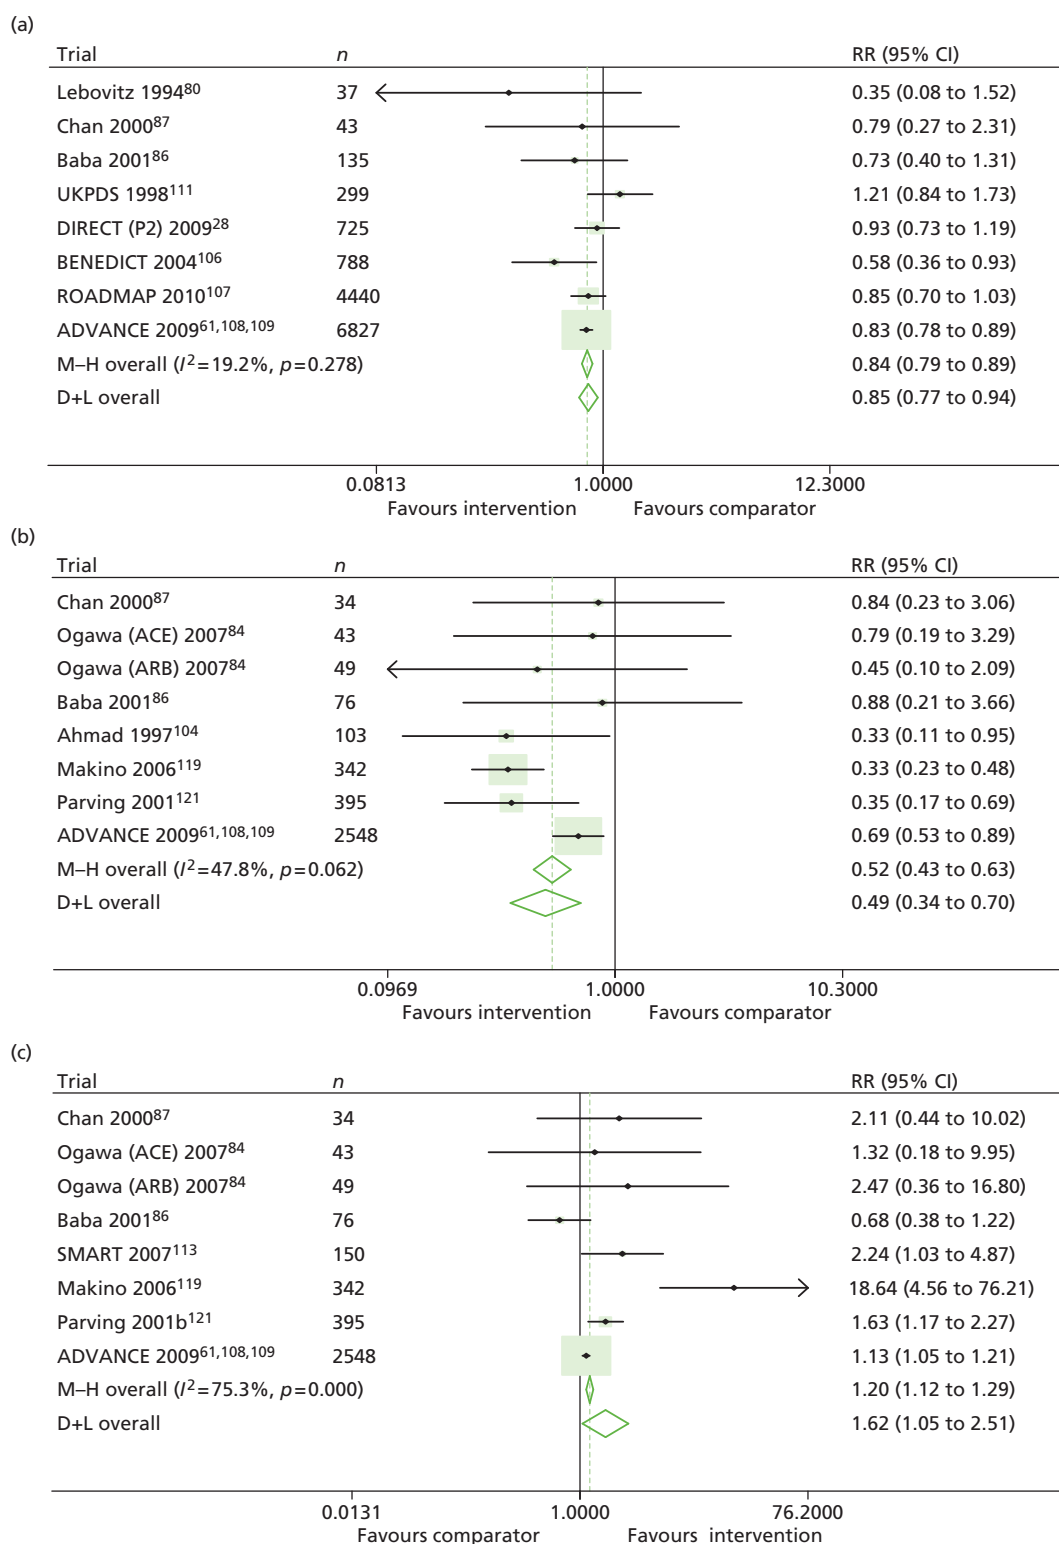 (a)
Trial n RR (95% CI)
Lebovitz 1994⁸⁰ 37 0.35 (0.08 to 1.52)
Chan 2000⁸⁷ 43 0.79 (0.27 to 2.31)
Baba 2001⁸⁶ 135 0.73 (0.40 to 1.31)
UKPDS 1998¹¹¹ 299 1.21 (0.84 to 1.73)
DIRECT (P2) 2009²⁸ 725 0.93 (0.73 to 1.19)
BENEDICT 2004¹⁰⁶ 788 0.58 (0.36 to 0.93)
ROADMAP 2010¹⁰⁷ 4440 0.85 (0.70 to 1.03)
ADVANCE 2009⁶¹,¹⁰⁸,¹⁰⁹ 6827 0.83 (0.78 to 0.89)
M–H overall (I²=19.2%, p=0.278) 0.84 (0.79 to 0.89)
D+L overall 0.85 (0.77 to 0.94)
0.0813 1.0000 12.3000
Favours intervention Favours comparator
(b)
Trial n RR (95% CI)
Chan 2000⁸⁷ 34 0.84 (0.23 to 3.06)
Ogawa (ACE) 2007⁸⁴ 43 0.79 (0.19 to 3.29)
Ogawa (ARB) 2007⁸⁴ 49 0.45 (0.10 to 2.09)
Baba 2001⁸⁶ 76 0.88 (0.21 to 3.66)
Ahmad 1997¹⁰⁴ 103 0.33 (0.11 to 0.95)
Makino 2006¹¹⁹ 342 0.33 (0.23 to 0.48)
Parving 2001¹²¹ 395 0.35 (0.17 to 0.69)
ADVANCE 2009⁶¹,¹⁰⁸,¹⁰⁹ 2548 0.69 (0.53 to 0.89)
M–H overall (I²=47.8%, p=0.062) 0.52 (0.43 to 0.63)
D+L overall 0.49 (0.34 to 0.70)
0.0969 1.0000 10.3000
Favours intervention Favours comparator
(c)
Trial n RR (95% CI)
Chan 2000⁸⁷ 34 2.11 (0.44 to 10.02)
Ogawa (ACE) 2007⁸⁴ 43 1.32 (0.18 to 9.95)
Ogawa (ARB) 2007⁸⁴ 49 2.47 (0.36 to 16.80)
Baba 2001⁸⁶ 76 0.68 (0.38 to 1.22)
SMART 2007¹¹³ 150 2.24 (1.03 to 4.87)
Makino 2006¹¹⁹ 342 18.64 (4.56 to 76.21)
Parving 2001b¹²¹ 395 1.63 (1.17 to 2.27)
ADVANCE 2009⁶¹,¹⁰⁸,¹⁰⁹ 2548 1.13 (1.05 to 1.21)
M–H overall (I²=75.3%, p=0.000) 1.20 (1.12 to 1.29)
D+L overall 1.62 (1.05 to 2.51)
0.0131 1.0000 76.2000
Favours comparator Favours intervention